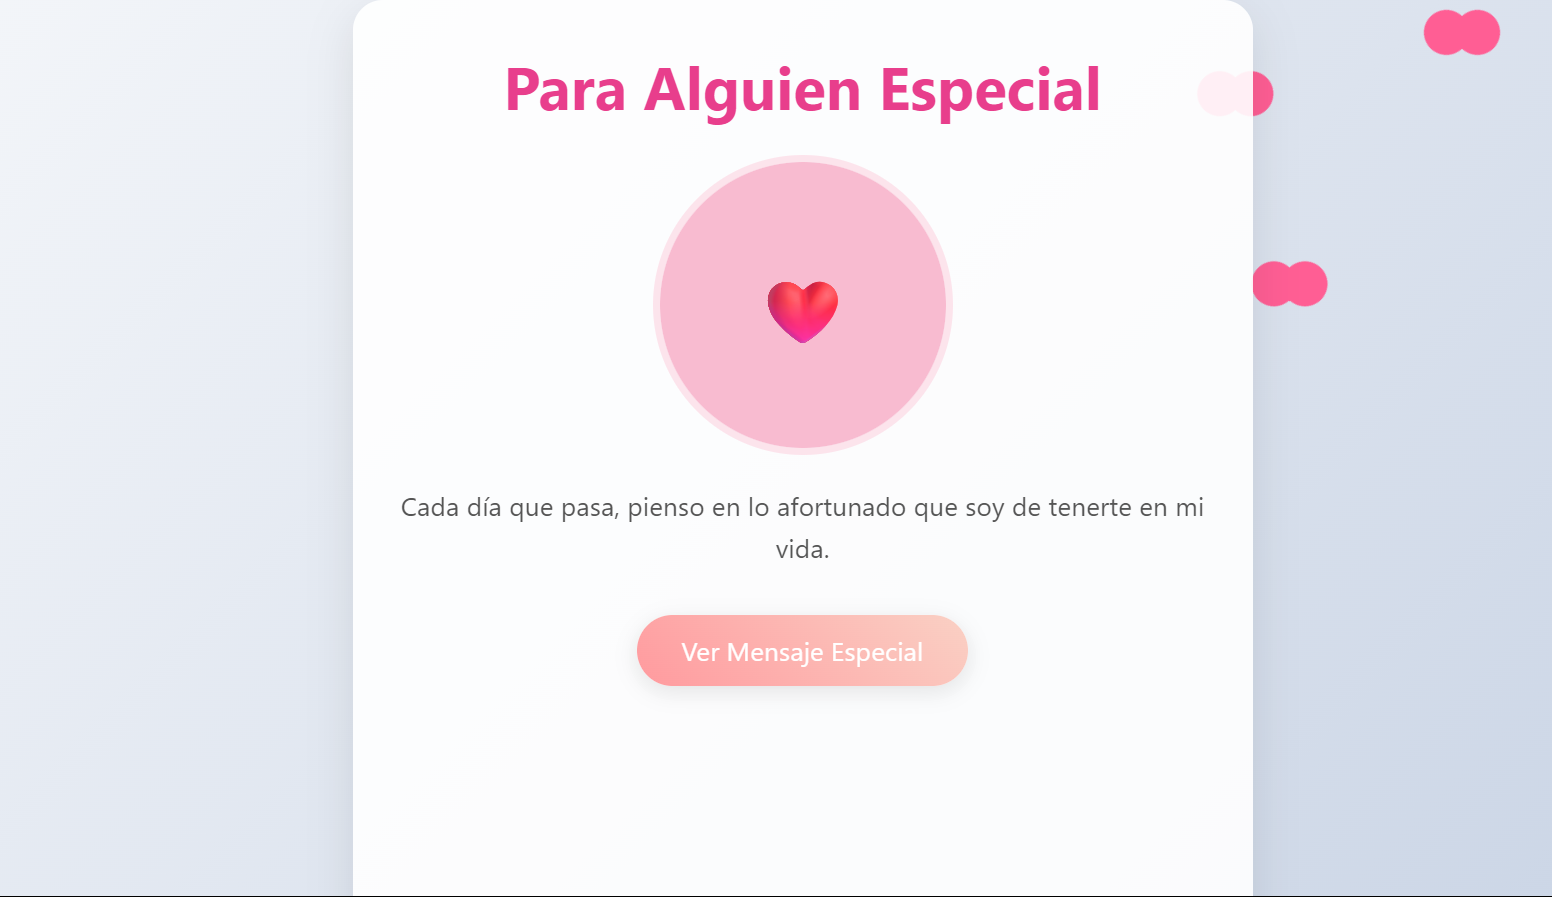 Para Alguien Especial
Cada día que pasa, pienso en lo afortunado que soy de tenerte en mi
vida.
Ver Mensaje Especial